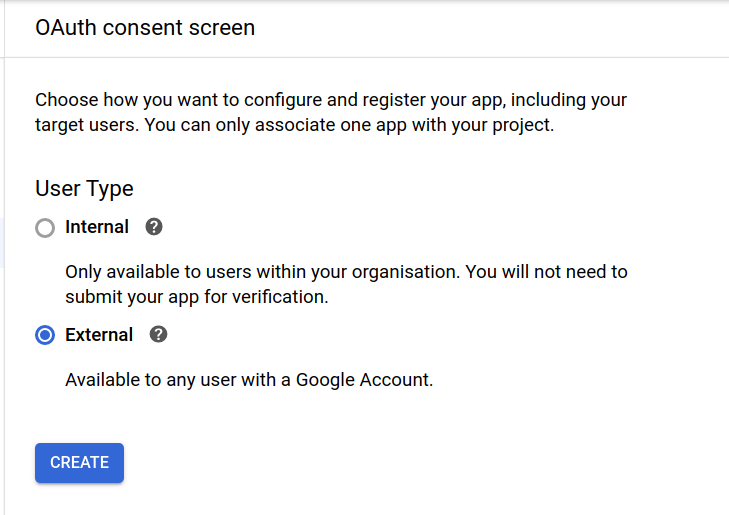 OAuth consent screen
Choose how you want to configure and register your app, including your
target users. You can only associate one app with your project.
User Type
Internal ?
Only available to users within your organisation. You will not need to
submit your app for verification.
External ?
Available to any user with a Google Account.
CREATE